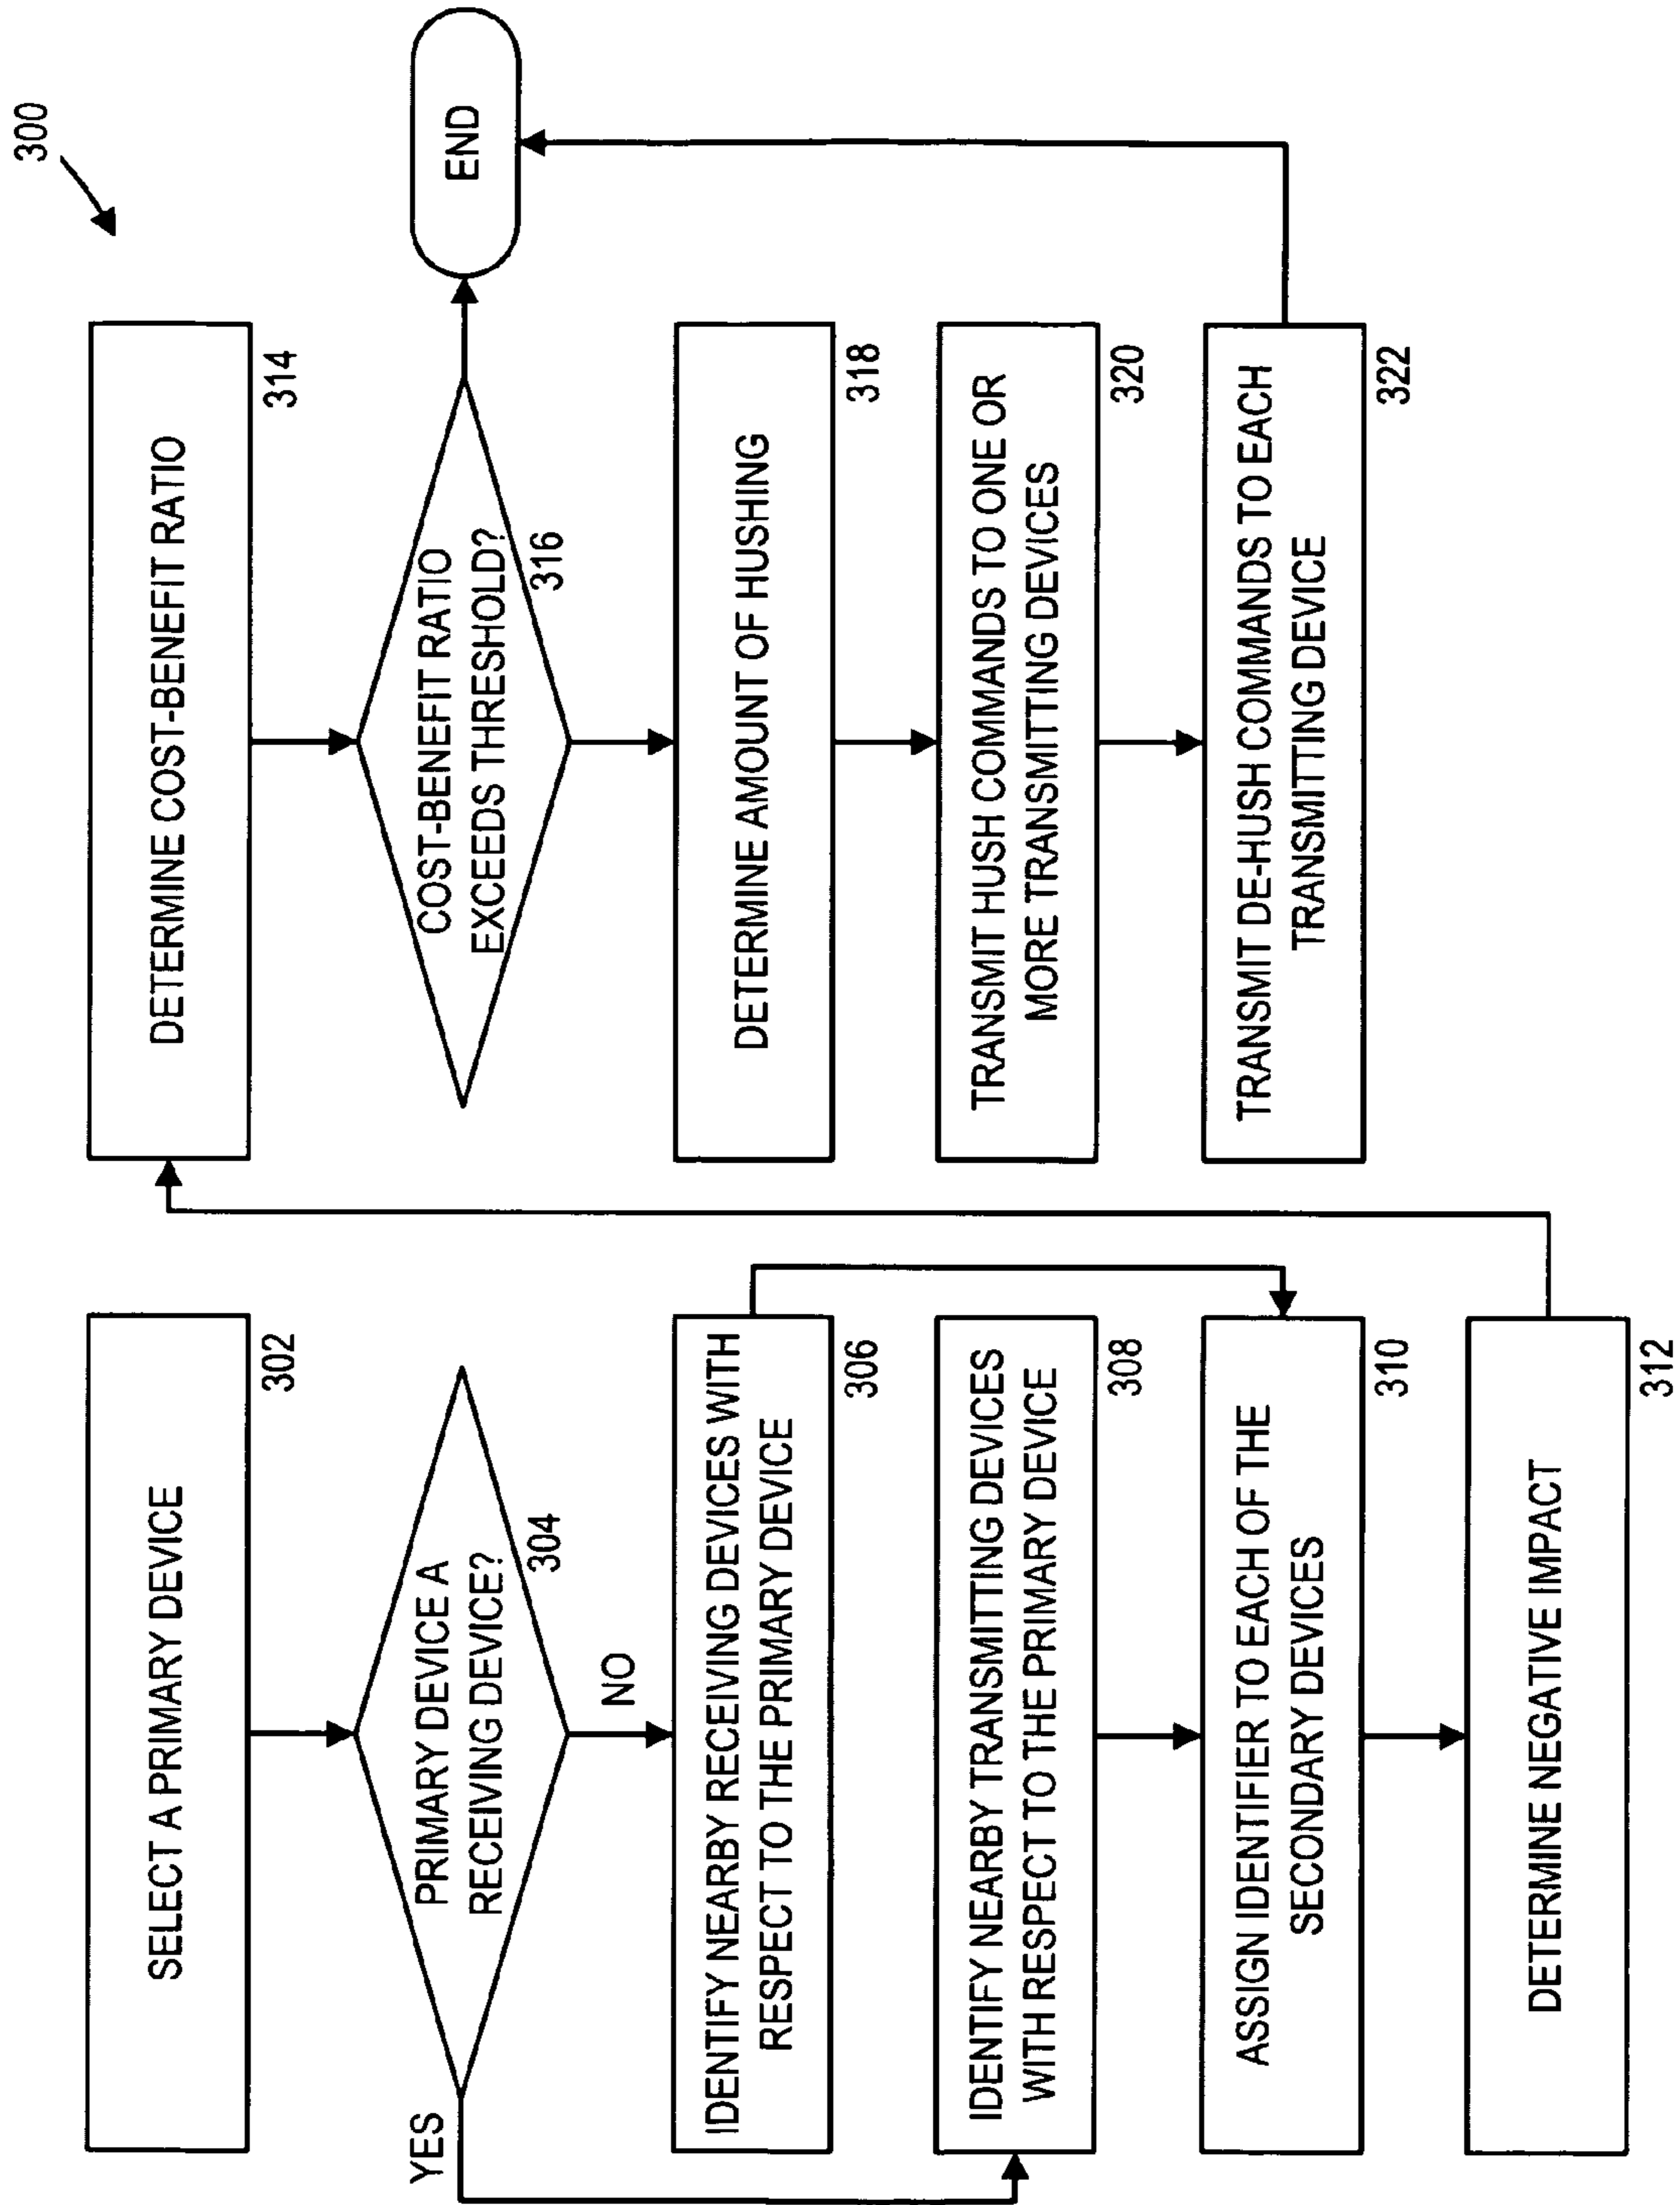 300
SELECT A PRIMARY DEVICE
302
PRIMARY DEVICE A
RECEIVING DEVICE?
304
YES
NO
IDENTIFY NEARBY RECEIVING DEVICES WITH
RESPECT TO THE PRIMARY DEVICE
306
IDENTIFY NEARBY TRANSMITTING DEVICES
WITH RESPECT TO THE PRIMARY DEVICE
308
ASSIGN IDENTIFIER TO EACH OF THE
SECONDARY DEVICES
310
DETERMINE NEGATIVE IMPACT
312
DETERMINE COST-BENEFIT RATIO
314
COST-BENEFIT RATIO
EXCEEDS THRESHOLD?
316
END
DETERMINE AMOUNT OF HUSHING
318
TRANSMIT HUSH COMMANDS TO ONE OR
MORE TRANSMITTING DEVICES
320
TRANSMIT DE-HUSH COMMANDS TO EACH
TRANSMITTING DEVICE
322